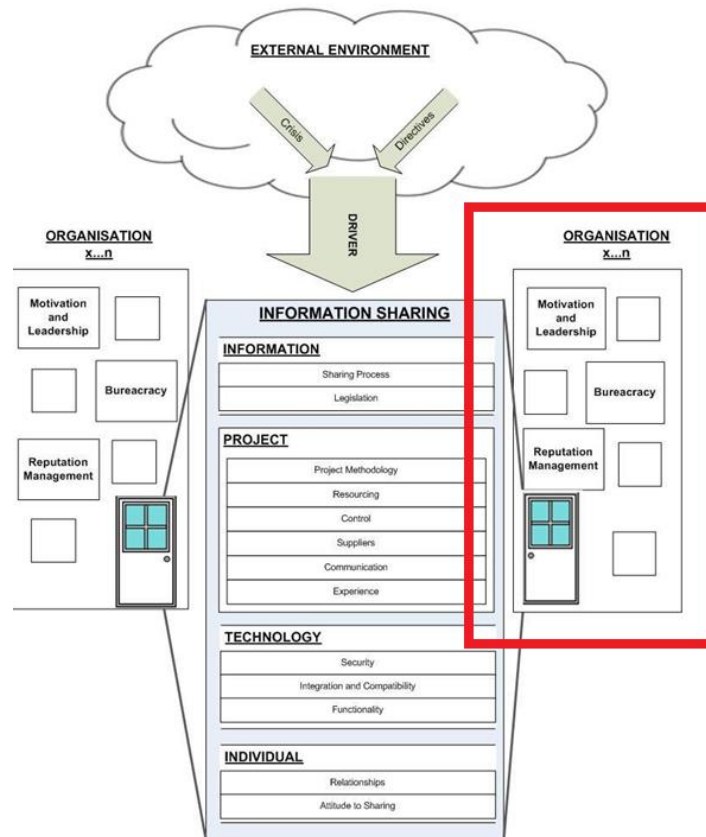 EXTERNAL ENVIRONMENT
Crisis
Directives
DRIVER
ORGANISATION
x...n
Motivation
and
Leadership
Bureacracy
Reputation
Management
INFORMATION SHARING
INFORMATION
Sharing Process
Legislation
PROJECT
Project Methodology
Resourcing
Control
Suppliers
Communication
Experience
TECHNOLOGY
Security
Integration and Compatibility
Functionality
INDIVIDUAL
Relationships
Attitude to Sharing
ORGANISATION
x...n
Motivation
and
Leadership
Bureacracy
Reputation
Management